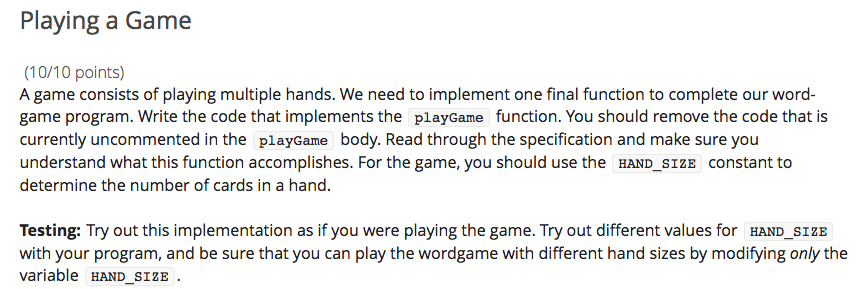 Playing a Game
(10/10 points)
A game consists of playing multiple hands. We need to implement one final function to complete our word-
game program. Write the code that implements the playGame function. You should remove the code that is
currently uncommented in the playGame body. Read through the specification and make sure you
understand what this function accomplishes. For the game, you should use the HAND_SIZE constant to
determine the number of cards in a hand.
Testing: Try out this implementation as if you were playing the game. Try out different values for HAND_SIZE
with your program, and be sure that you can play the wordgame with different hand sizes by modifying only the
variable HAND_SIZE.